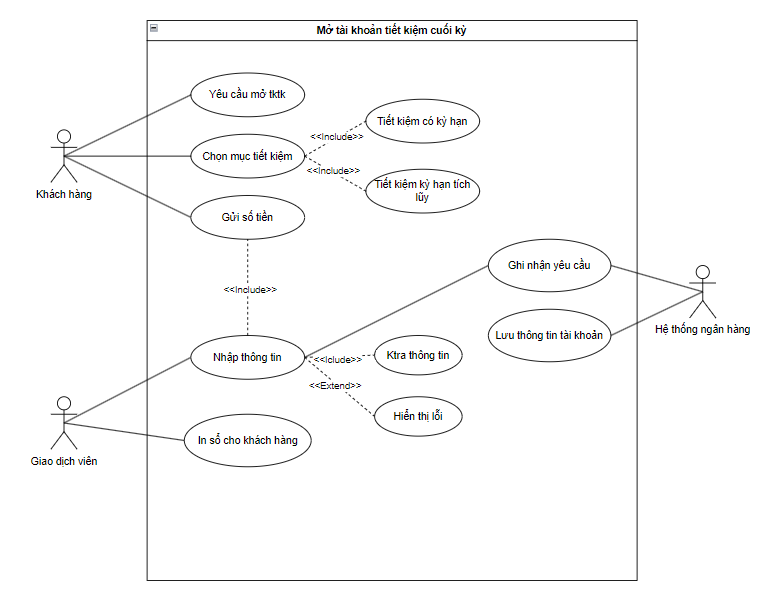 Mở tài khoản tiết kiệm cuối kỳ
Yêu cầu mở tktk
Tiết kiệm có kỳ hạn
<<Include>>
Chọn mục tiết kiệm
<<Include>>
Tiết kiệm kỳ hạn tích
lũy
Khách hàng
Gửi số tiền
Ghi nhận yêu cầu
<<Include>>
Hệ thống ngân hàng
Lưu thông tin tài khoản
Nhập thông tin
<<Iclude>>
Ktra thông tin
<<Extend>>
Hiển thị lỗi
In sổ cho khách hàng
Giao dịch viên